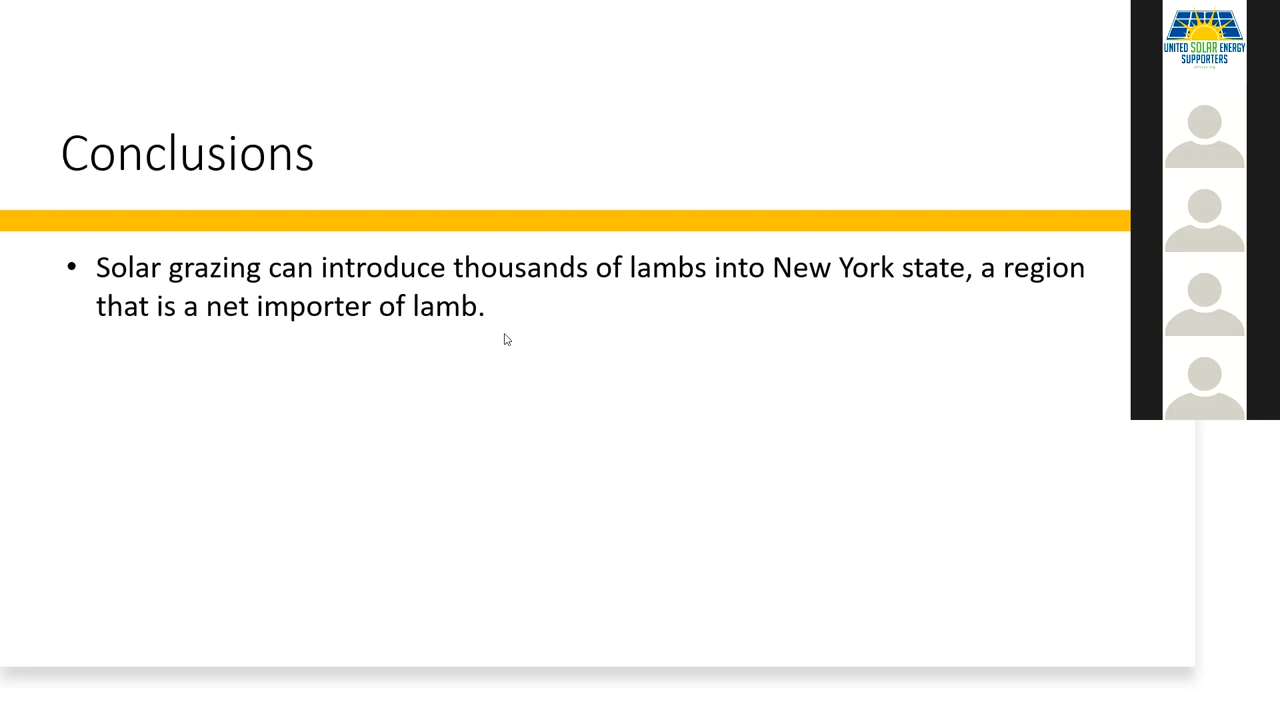 Conclusions
• Solar grazing can introduce thousands of lambs into New York state, a region
that is a net importer of lamb.
UNITED SOLAR ENERGY
SUPPORTERS